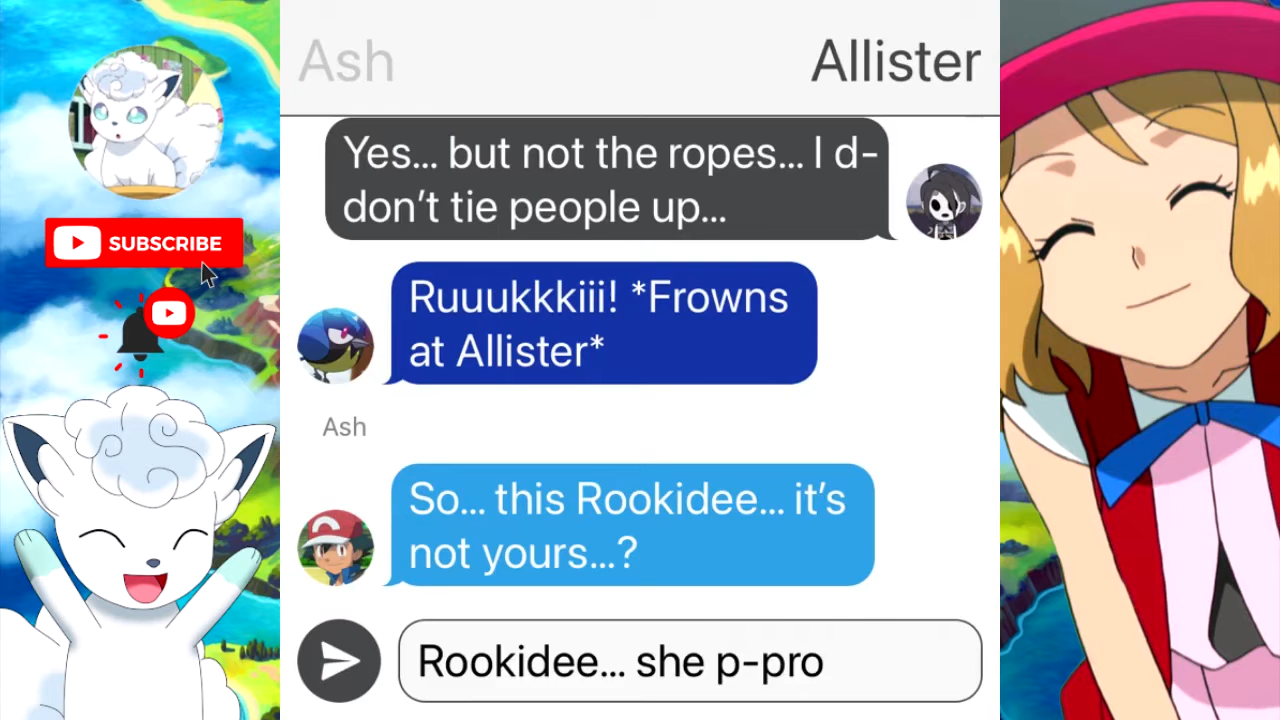 Ash
Allister
Yes... but not the ropes... I d-
don't tie people up...
SUBSCRIBE
Ruuukkkiii! *Frowns
at Allister*
Ash
So... this Rookidee... it's
not yours...?
Rookidee... she p-pro